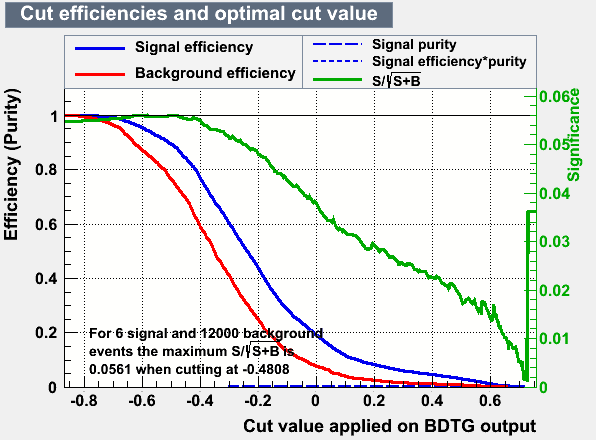 Cut efficiencies and optimal cut value
Signal efficiency
Background efficiency
Signal purity
Signal efficiency*purity
S/√S+B
Efficiency (Purity)
1
0.8
0.6
0.4
0.2
0
0.06
0.05
0.04
0.03
0.02
0.01
0
Significance
For 6 signal and 12000 background
events the maximum S/√S+B is
0.0561 when cutting at -0.4808
-0.8 -0.6 -0.4 -0.2 0 0.2 0.4 0.6
Cut value applied on BDTG output